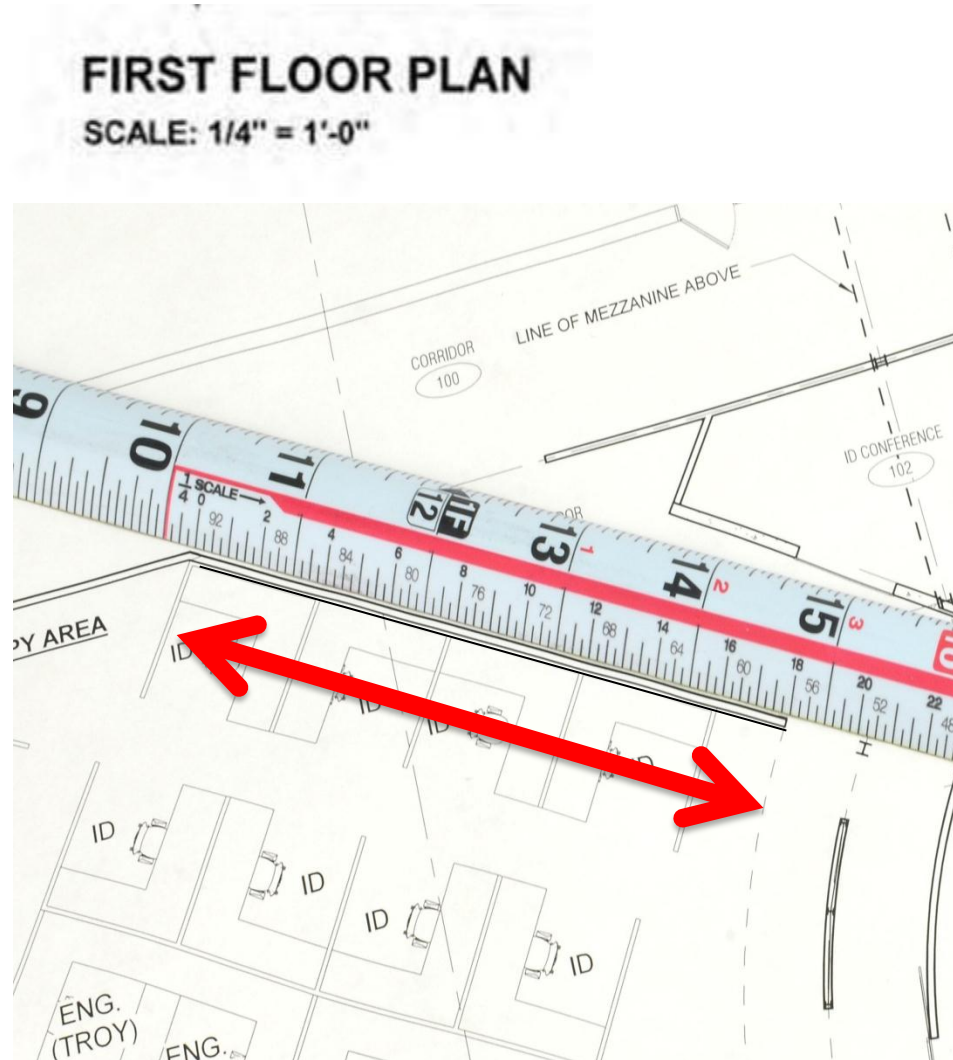 FIRST FLOOR PLAN
SCALE: 1/4" = 1'-0"
LINE OF MEZZANINE ABOVE
CORRIDOR
100
ID CONFERENCE
102
9
10
11
12
1F
13
14
15
1
2
3
1/4 SCALE
0
2
4
6
8
10
12
14
16
18
20
22
92
88
84
80
76
72
68
64
60
56
52
48
PY AREA
ID
ID
ID
ID
ID
ID
ID
ID
ENG.
(TROY)
ENG.